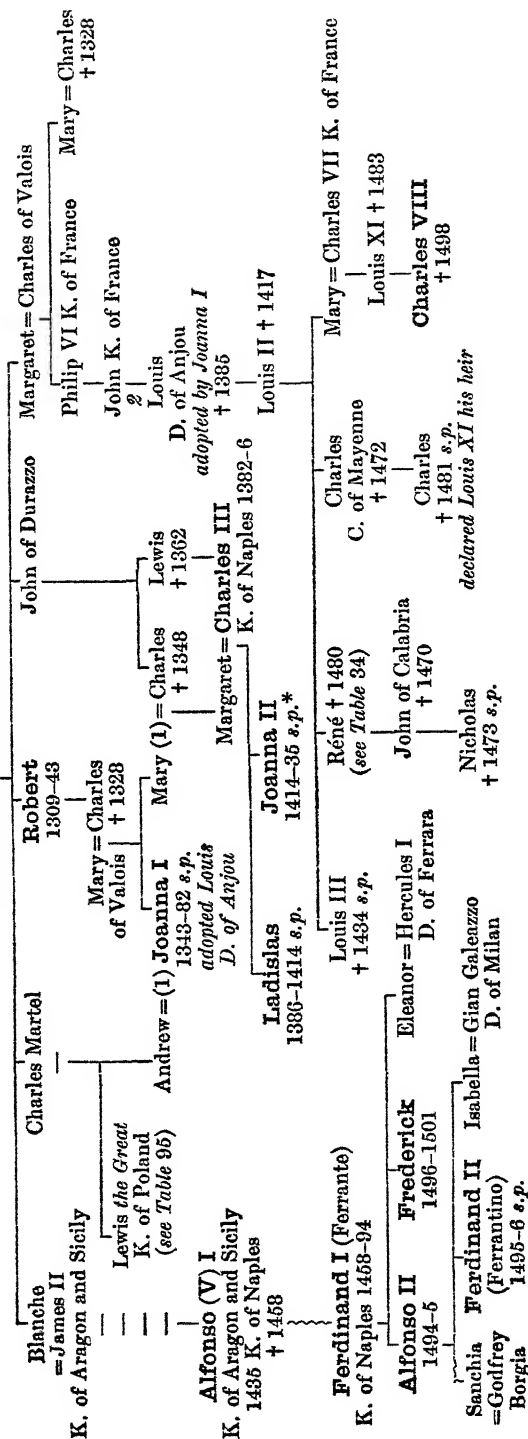 Blanche
=James II
K. of Aragon and Sicily
Charles Martel
Robert
1309–43
John of Durazzo
Margaret=Charles of Valois
Lewis the Great
K. of Poland
(see Table 95)
Mary=Charles
of Valois † 1328
Philip VI K. of France
Mary=Charles
† 1328
John K. of France
2
Andrew=(1) Joanna I
1343–82 s.p.
adopted Louis
D. of Anjou
Mary (1)=Charles
† 1348
Lewis
† 1362
Louis
D. of Anjou
adopted by Joanna I
† 1385
Margaret=Charles III
K. of Naples 1382–6
Louis II † 1417
Alfonso (V) I
K. of Aragon and Sicily
1435 K. of Naples
† 1458
Ladislas
1386–1414 s.p.
Joanna II
1414–35 s.p.*
Louis III
† 1434 s.p.
Réné † 1480
(see Table 34)
Charles
C. of Mayenne
† 1472
Mary=Charles VII K. of France
John of Calabria
† 1470
Charles
† 1481 s.p.
declared Louis XI his heir
Louis XI † 1483
Nicholas
† 1473 s.p.
Charles VIII
† 1498
Ferdinand I (Ferrante)
K. of Naples 1458–94
Alfonso II
1494–5
Frederick
1496–1501
Eleanor=Hercules I
D. of Ferrara
Sanchia
=Godfrey
Borgia
Ferdinand II
(Ferrantino)
1495–6 s.p.
Isabella=Gian Galeazzo
D. of Milan